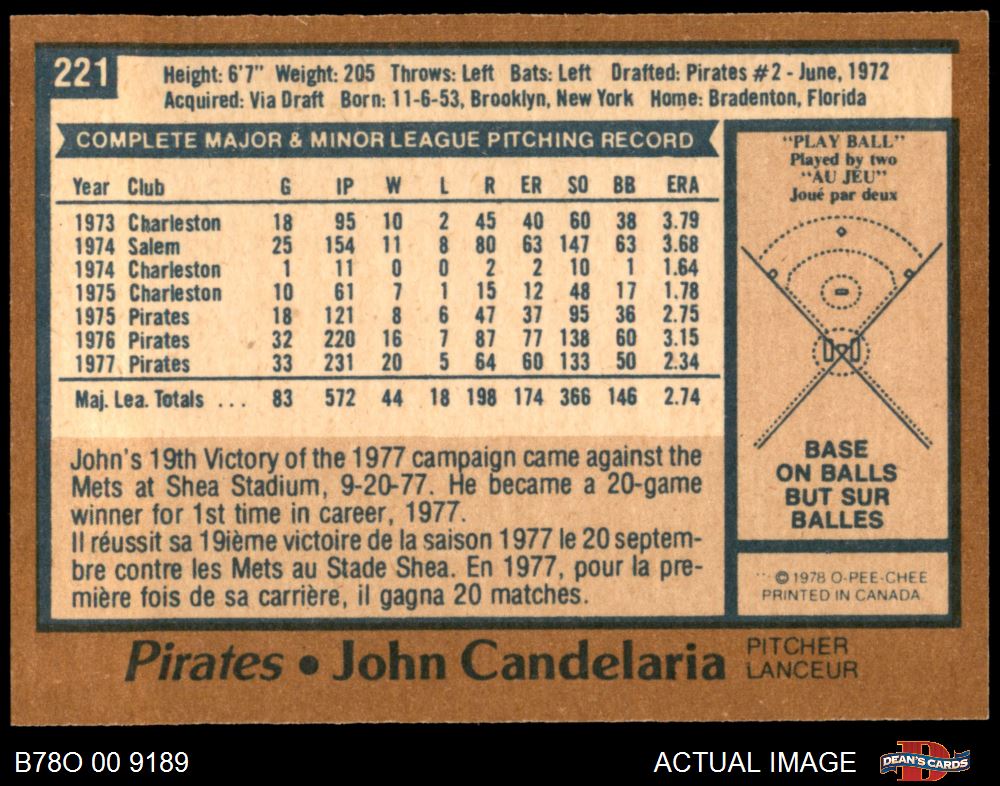 221
Height: 6'7" Weight: 205 Throws: Left Bats: Left Drafted: Pirates #2 - June, 1972
Acquired: Via Draft Born: 11-6-53, Brooklyn, New York Home: Bradenton, Florida
COMPLETE MAJOR & MINOR LEAGUE PITCHING RECORD
Year Club G IP W L R ER SO BB ERA
1973 Charleston 18 95 10 2 45 40 60 38 3.79
1974 Salem 25 154 11 8 80 63 147 63 3.68
1974 Charleston 1 11 0 0 2 2 10 1 1.64
1975 Charleston 10 61 7 1 15 12 48 17 1.78
1975 Pirates 18 121 8 6 47 37 95 36 2.75
1976 Pirates 32 220 16 7 87 77 138 60 3.15
1977 Pirates 33 231 20 5 64 60 133 50 2.34
Maj. Lea. Totals ... 83 572 44 18 198 174 366 146 2.74
John's 19th Victory of the 1977 campaign came against the
Mets at Shea Stadium, 9-20-77. He became a 20-game
winner for 1st time in career, 1977.
Il réussit sa 19ième victoire de la saison 1977 le 20 septem-
bre contre les Mets au Stade Shea. En 1977, pour la pre-
mière fois de sa carrière, il gagna 20 matches.
"PLAY BALL"
Played by two
"AU JEU"
Joué par deux
BASE
ON BALLS
BUT SUR
BALLES
© 1978 O-PEE-CHEE
PRINTED IN CANADA
Pirates • John Candelaria
PITCHER
LANCEUR
B78O 00 9189
ACTUAL IMAGE
D
DEAN'S CARDS